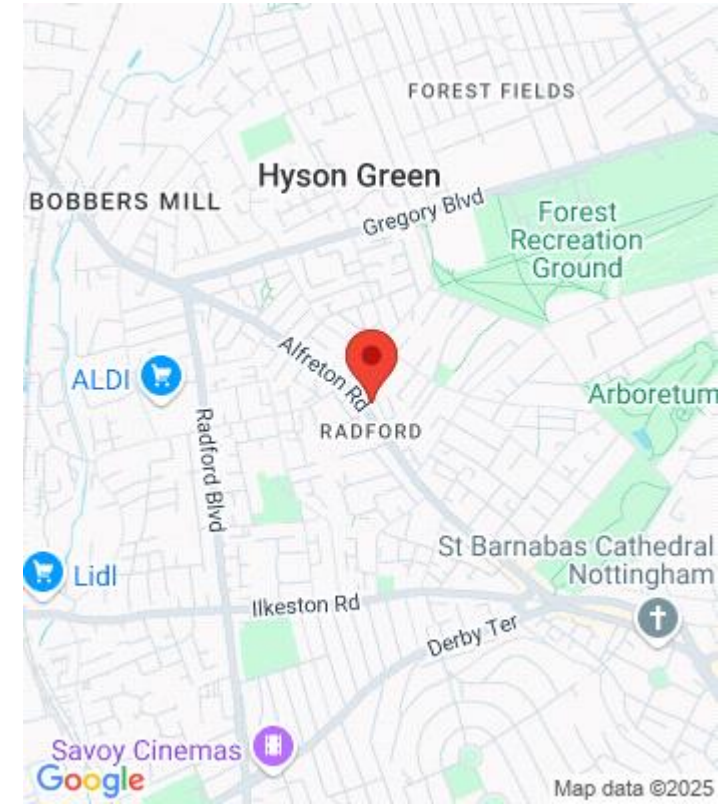 FOREST FIELDS
Hyson Green
BOBBERS MILL
Gregory Blvd
Forest
Recreation
Ground
Alfreton Rd
ALDI
Arboretum
RADFORD
Radford Blvd
St Barnabas Cathedral
Nottingham
Lidl
Ilkeston Rd
Derby Ter
Savoy Cinemas
Google
Map data ©2025